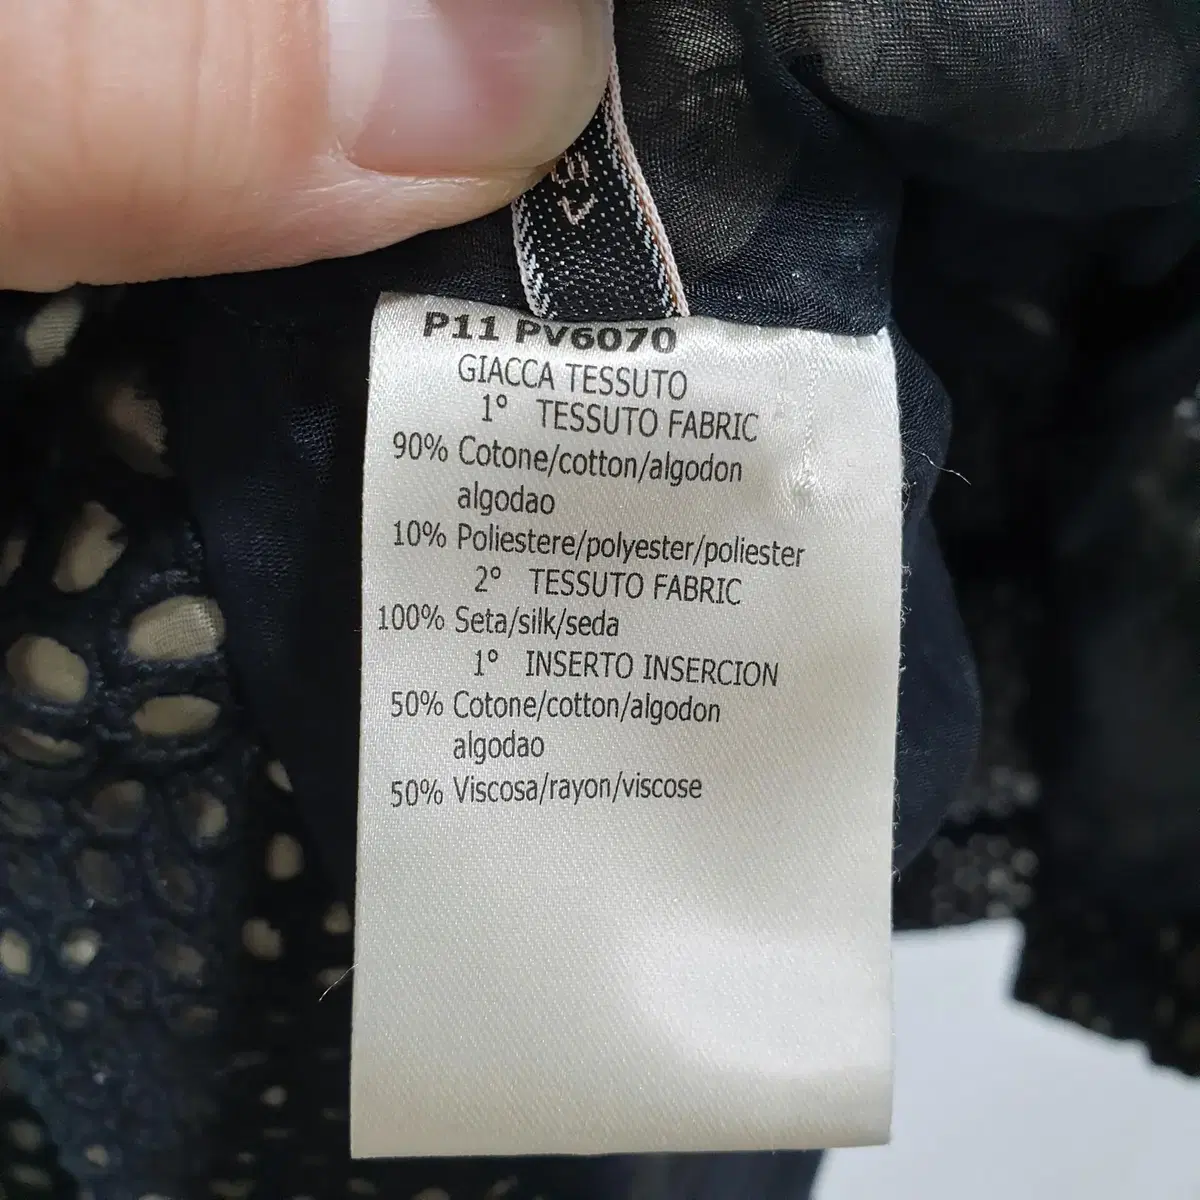 P11 PV6070
GIACCA TESSUTO
1° TESSUTO FABRIC
90% Cotone/cotton/algodon
algodao
10% Poliestere/polyester/poliester
2° TESSUTO FABRIC
100% Seta/silk/seda
1° INSERTO INSERCION
50% Cotone/cotton/algodon
algodao
50% Viscosa/rayon/viscose